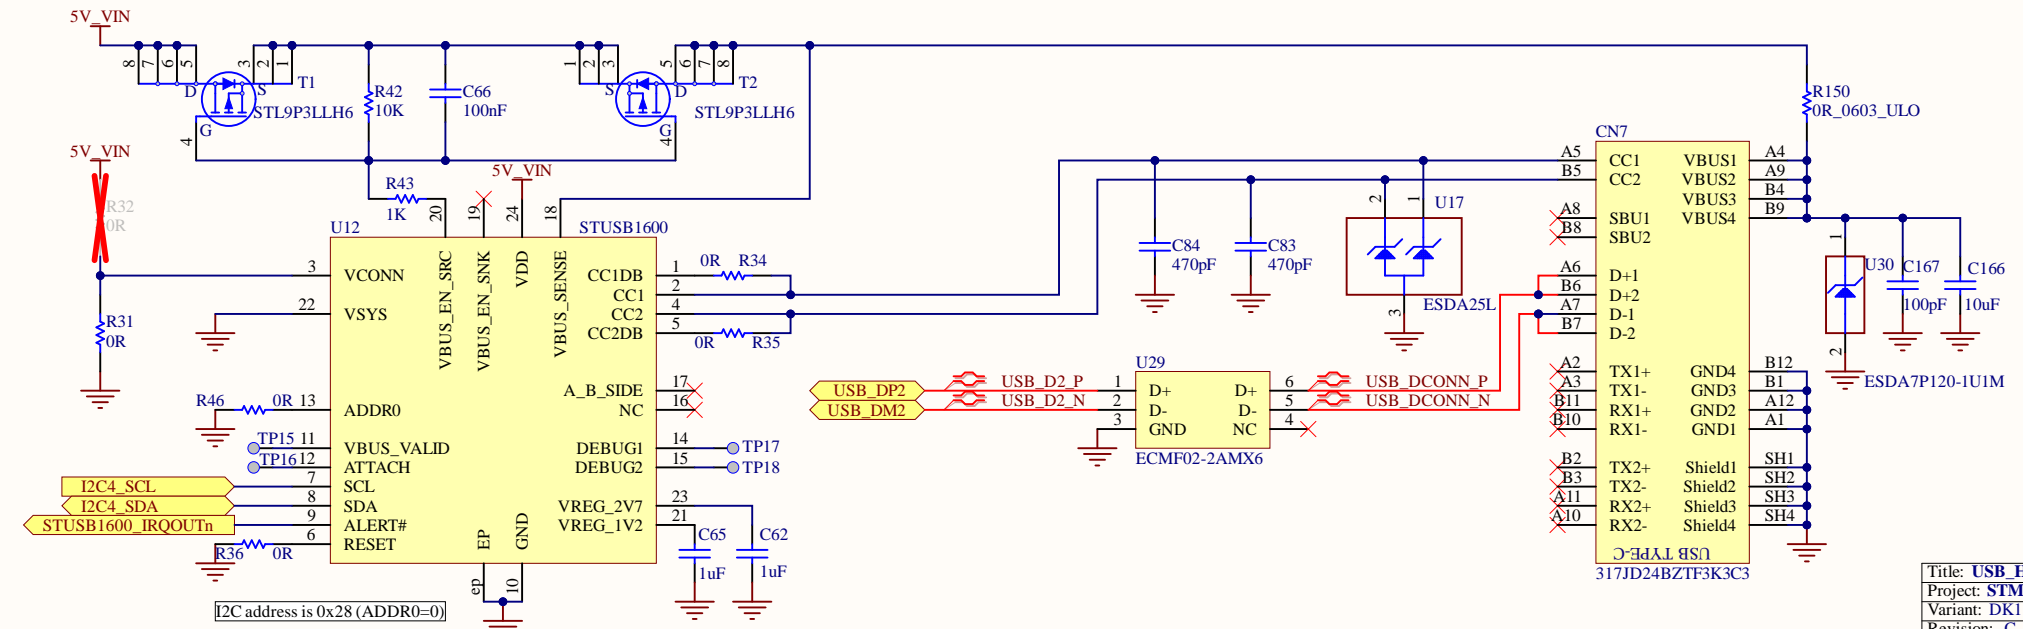 5V_VIN
8 7 6 5 3 2 1 1 2 3 5 6 7 8
D S T1 S D T2
R42 C66 R150
STL9P3LLH6 10K 100nF STL9P3LLH6 0R_0603_ULO
G G
4 4
CN7
5V_VIN
5V_VIN
A5 CC1 VBUS1 A4
B5 CC2 VBUS2 A9
VBUS3 B4
A8 SBU1 VBUS4 B9
B8 SBU2
R43
1K
R32
0R
20 19 24 18
2 1 U17
U12 STUSB1600
C84 C83
470pF 470pF
ESDA25L
3
1 U30 C167 C166
100pF 10uF
2
ESDA7P120-1U1M
VBUS_EN_SRC VBUS_EN_SNK VDD VBUS_SENSE
3 VCONN CC1DB 1 0R R34
CC1 2
22 VSYS CC2 4
CC2DB 5 0R R35
R31
0R
A6 D+1
B6 D+2
A7 D-1
B7 D-2
A_B_SIDE 17
NC 16
R46 0R 13 ADDR0
TP15 11 VBUS_VALID DEBUG1 14 TP17
TP16 12 ATTACH DEBUG2 15 TP18
I2C4_SCL 7 SCL
I2C4_SDA 8 SDA VREG_2V7 23
STUSB1600_IRQOUTn 9 ALERT# VREG_1V2 21
R36 0R 6 RESET
EP GND
ep 10
C65 C62
1uF 1uF
U29
USB_DP2 USB_D2_P 1 D+ D+ 6 USB_DCONN_P
USB_DM2 USB_D2_N 2 D- D- 5 USB_DCONN_N
3 GND NC 4
ECMF02-2AMX6
A2 TX1+ GND4 B12
A3 TX1- GND3 B1
B11 RX1+ GND2 A12
B10 RX1- GND1 A1
B2 TX2+ Shield1 SH1
B3 TX2- Shield2 SH2
A11 RX2+ Shield3 SH3
A10 RX2- Shield4 SH4
USB TYPE-C
317JD24BZTF3K3C3
I2C address is 0x28 (ADDR0=0)
Title: USB_H
Project: STM
Variant: DK1
Revision: C